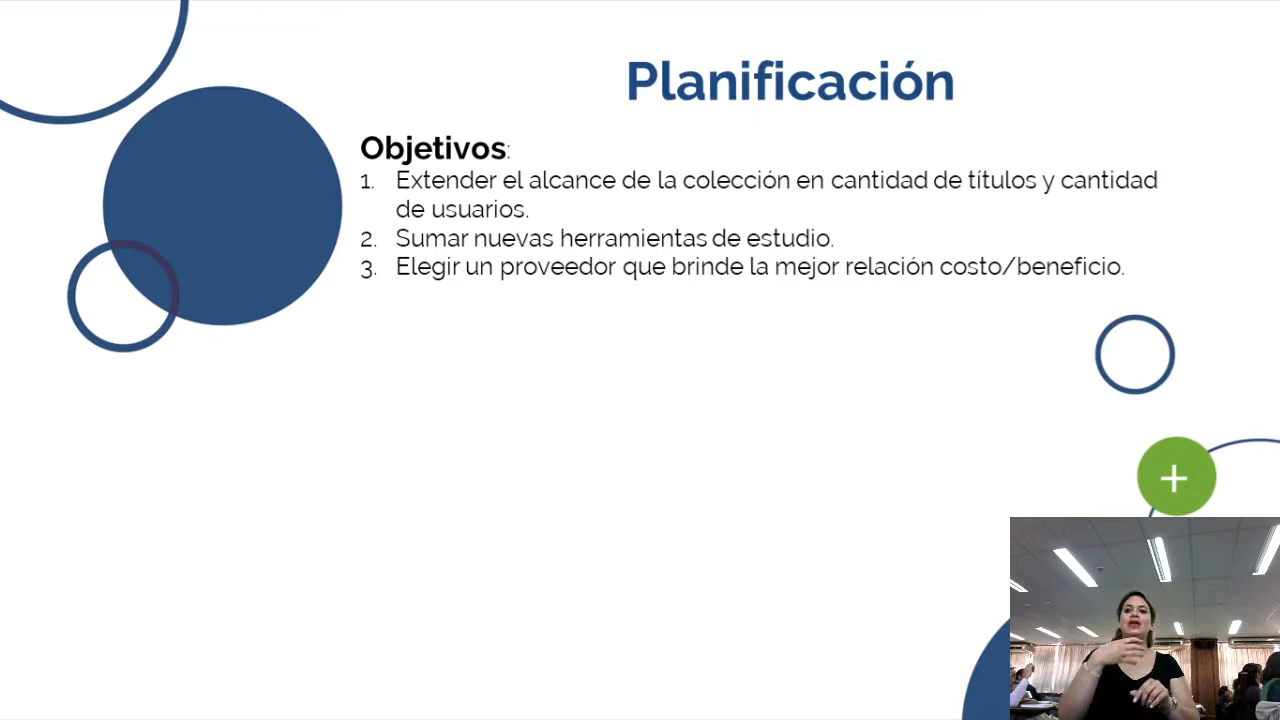 Planificación
Objetivos:
1. Extender el alcance de la colección en cantidad de títulos y cantidad
de usuarios.
2. Sumar nuevas herramientas de estudio.
3. Elegir un proveedor que brinde la mejor relación costo/beneficio.
+